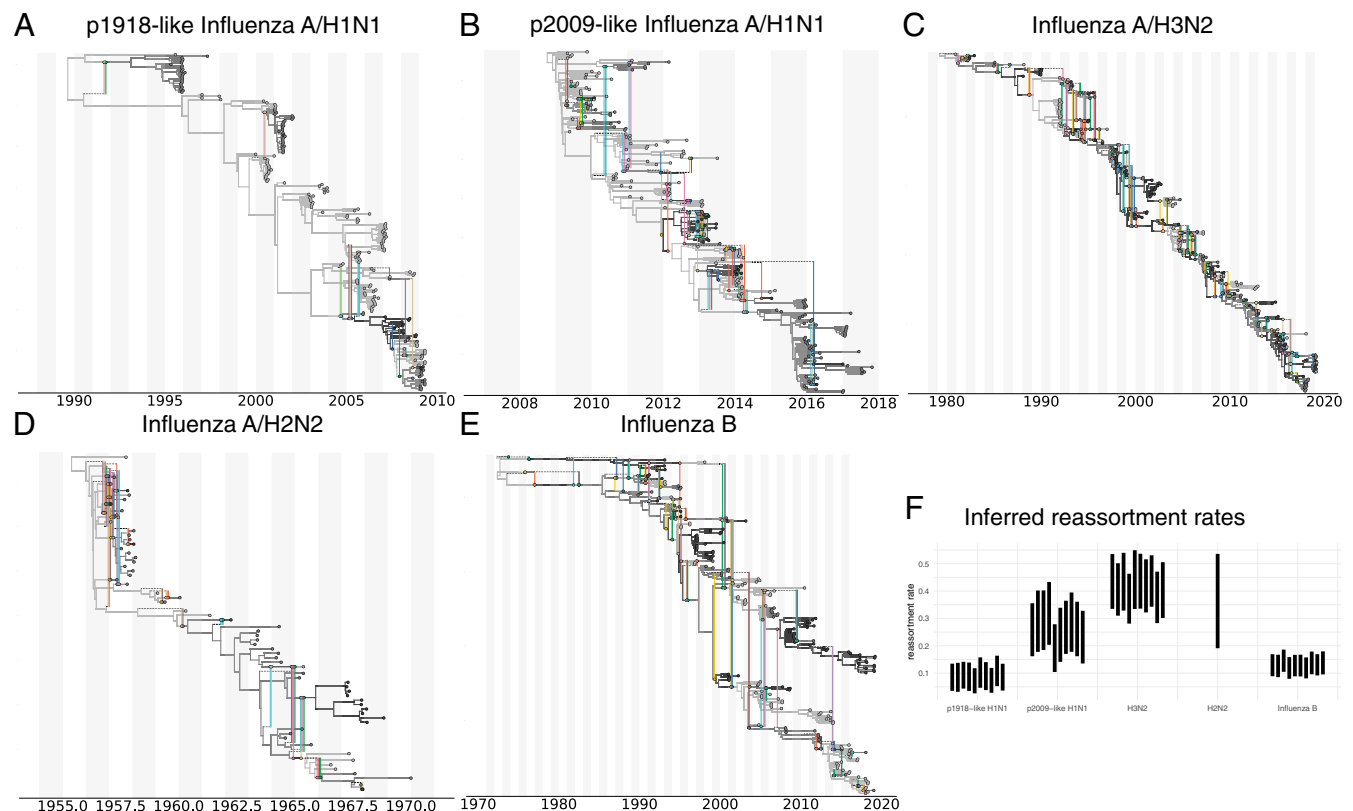 A p1918-like Influenza A/H1N1
B p2009-like Influenza A/H1N1
C Influenza A/H3N2
1990 1995 2000 2005 2010
2008 2010 2012 2014 2016 2018
1980 1990 2000 2010 2020
D Influenza A/H2N2
E Influenza B
F Inferred reassortment rates
reassortment rate
0.5
0.4
0.3
0.2
0.1
p1918−like H1N1 p2009−like H1N1 H3N2 H2N2 Influenza B
1955.0 1957.5 1960.0 1962.5 1965.0 1967.5 1970.0
1970 1980 1990 2000 2010 2020